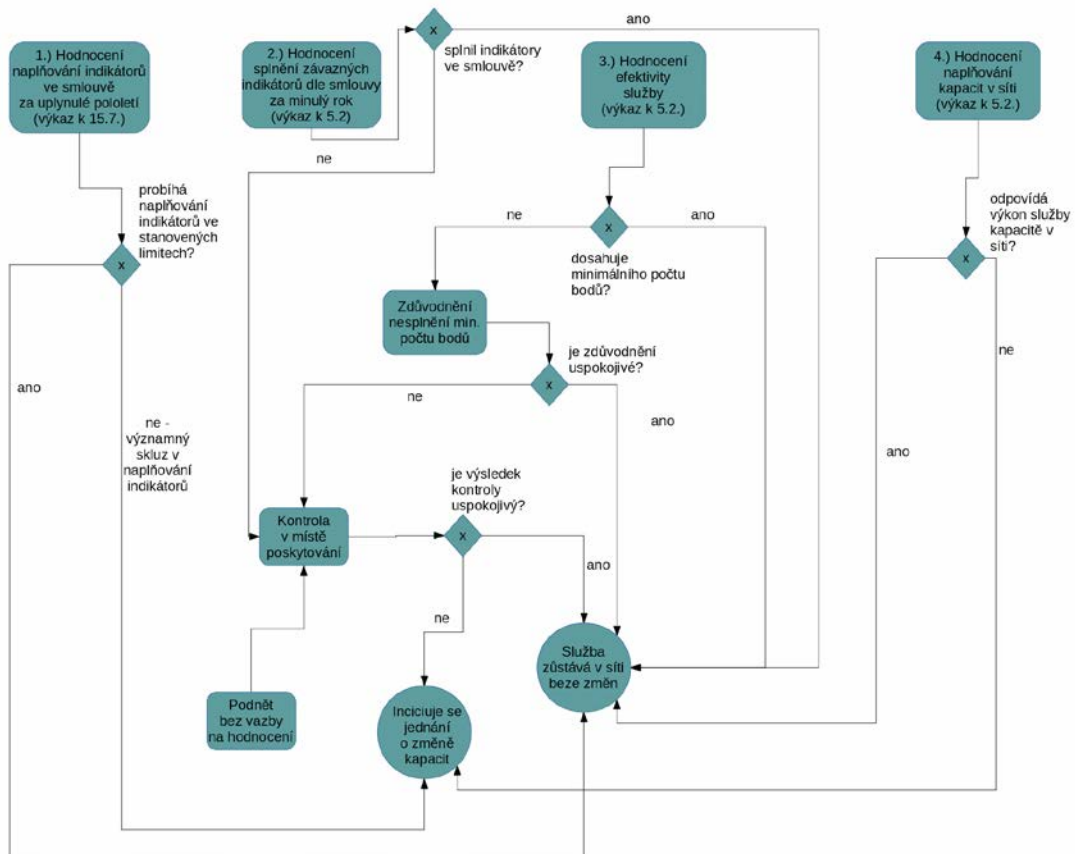 1.) Hodnocení
naplňování indikátorů
ve smlouvě
za uplynulé pololetí
(výkaz k 15.7.)
2.) Hodnocení
splnění závazných
indikátorů dle smlouvy
za minulý rok
(výkaz k 5.2)
x
splnil indikátory
ve smlouvě?
ano
ne
3.) Hodnocení
efektivity
služby
(výkaz k 5.2.)
4.) Hodnocení
naplňování
kapacit v síti
(výkaz k 5.2.)
probíhá
naplňování
indikátorů ve
stanovených
limitech?
x
ano
ne -
významný
skluz v
naplňování
indikátorů
ne
x
ano
dosahuje
minimálního počtu
bodů?
odpovídá
výkon služby
kapacitě v
síti?
x
ne
ano
Zdůvodnění
nesplnění min.
počtu bodů
je zdůvodnění
uspokojivé?
x
ne
ano
Kontrola
v místě
poskytování
je výsledek
kontroly
uspokojivý?
x
ano
ne
Podnět
bez vazby
na hodnocení
Iniciuje se
jednání
o změně
kapacit
Služba
zůstává v síti
beze změn